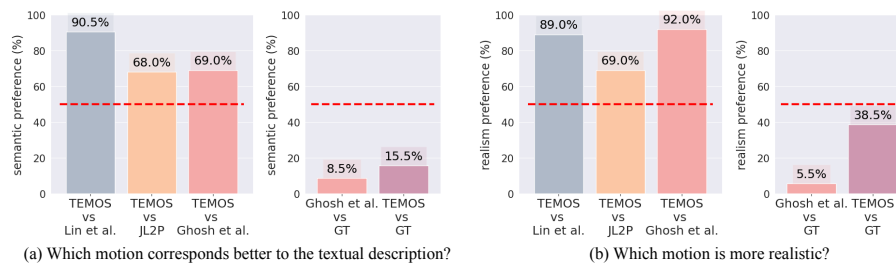 semantic preference (%)
100
80
60
40
20
0
90.5%
68.0%
69.0%
TEMOS
vs
Lin et al.
TEMOS
vs
JL2P
TEMOS
vs
Ghosh et al.
semantic preference (%)
100
80
60
40
20
0
8.5%
15.5%
Ghosh et al.
vs
GT
TEMOS
vs
GT
(a) Which motion corresponds better to the textual description?
realism preference (%)
100
80
60
40
20
0
89.0%
69.0%
92.0%
TEMOS
vs
Lin et al.
TEMOS
vs
JL2P
TEMOS
vs
Ghosh et al.
realism preference (%)
100
80
60
40
20
0
5.5%
38.5%
Ghosh et al.
vs
GT
TEMOS
vs
GT
(b) Which motion is more realistic?